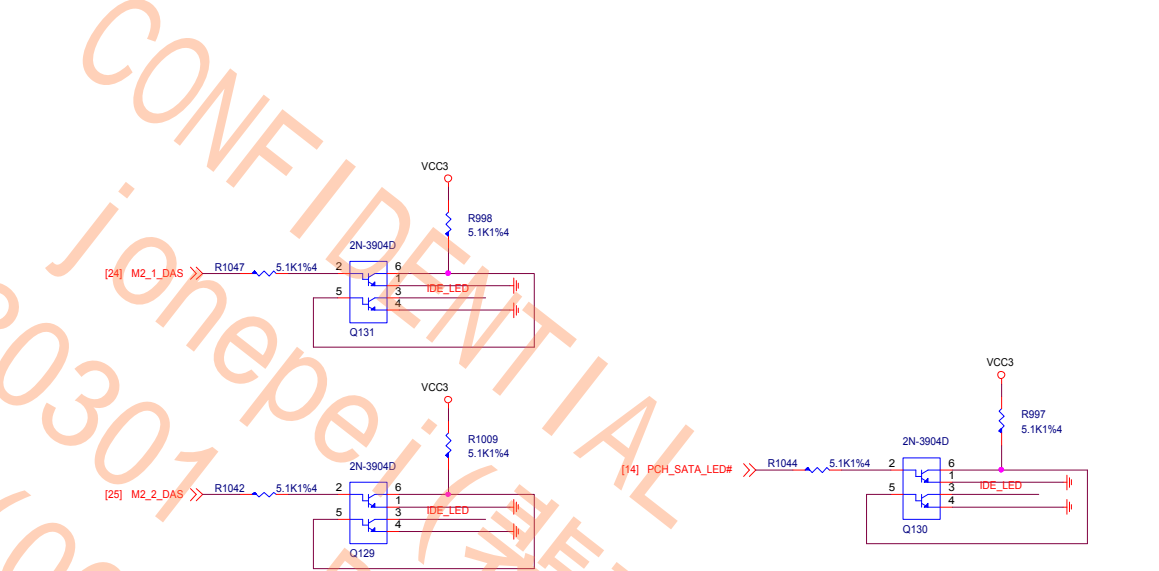 CONFIDENTIAL
jonepei(
0301
VCC3
R998
5.1K1%4
2N-3904D
[24] M2_1_DAS
R1047
5.1K1%4
2
6
1
5
3
4
IDE_LED
Q131
VCC3
R1009
5.1K1%4
2N-3904D
[25] M2_2_DAS
R1042
5.1K1%4
2
6
1
5
3
4
IDE_LED
Q129
VCC3
R997
5.1K1%4
2N-3904D
[14] PCH_SATA_LED#
R1044
5.1K1%4
2
6
1
5
3
4
IDE_LED
Q130